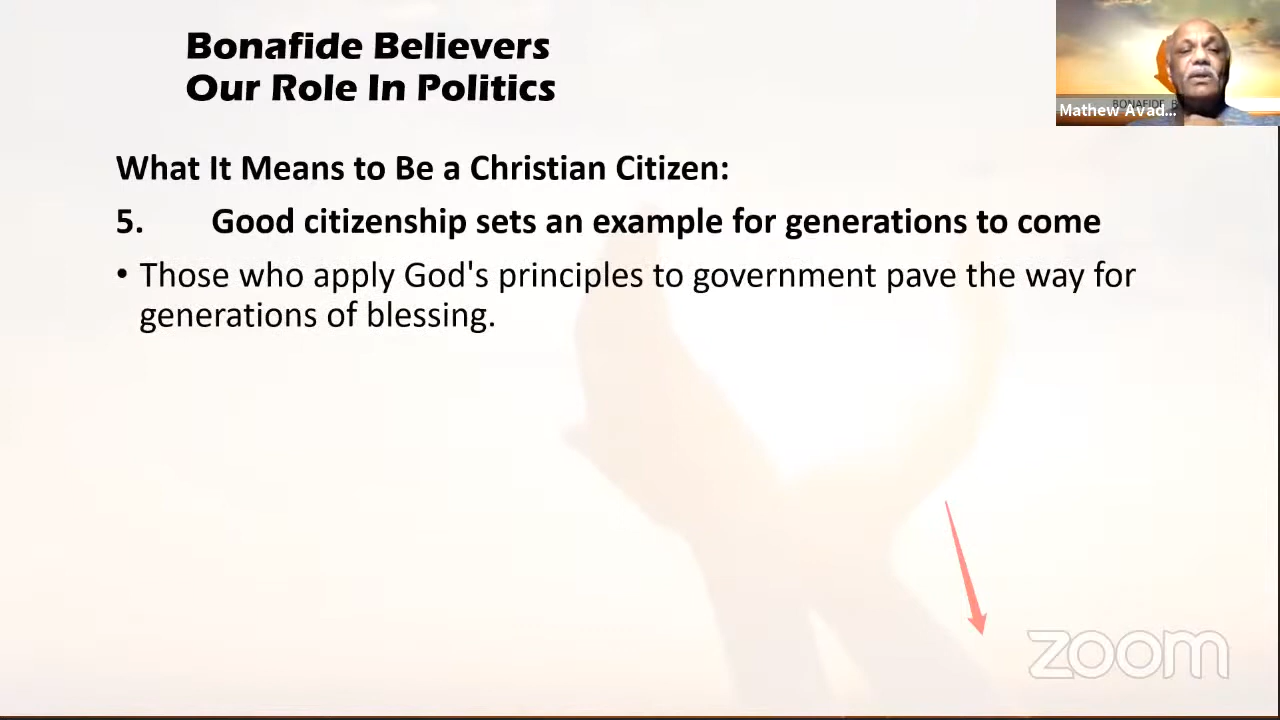 Bonafide Believers
Our Role In Politics
Mathew Avad...
What It Means to Be a Christian Citizen:
5. Good citizenship sets an example for generations to come
• Those who apply God's principles to government pave the way for
generations of blessing.
zoom